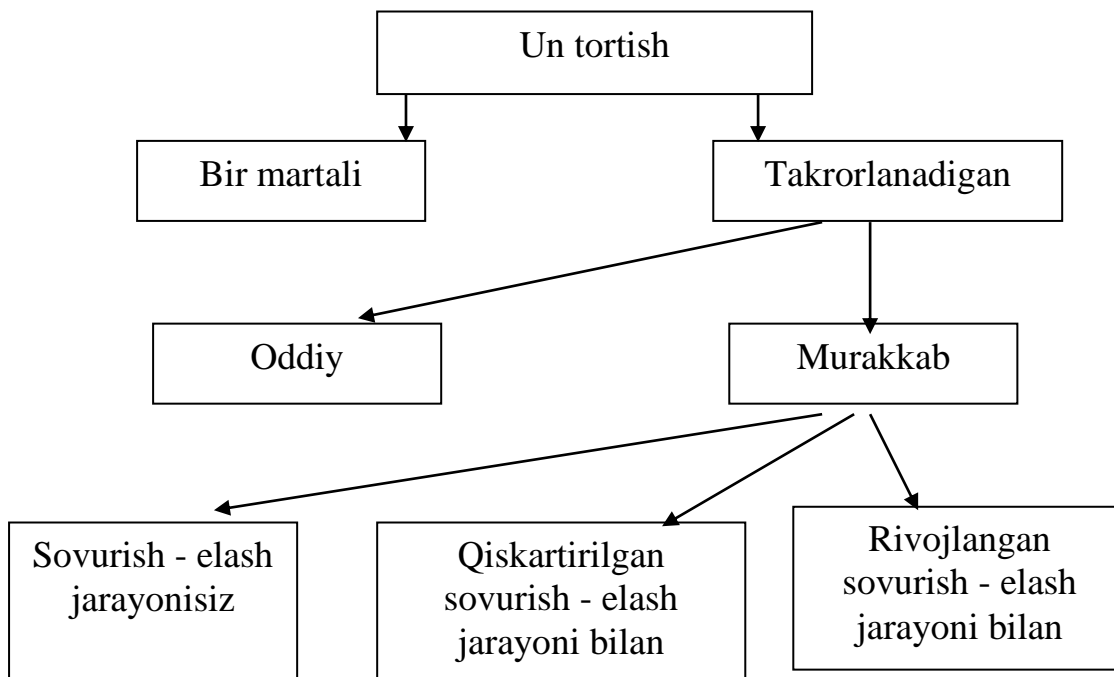 Un tortish
Bir martali
Takrorlanadigan
Oddiy
Murakkab
Sovurish - elash
jarayonisiz
Qiskartirilgan
sovurish - elash
jarayoni bilan
Rivojlangan
sovurish - elash
jarayoni bilan